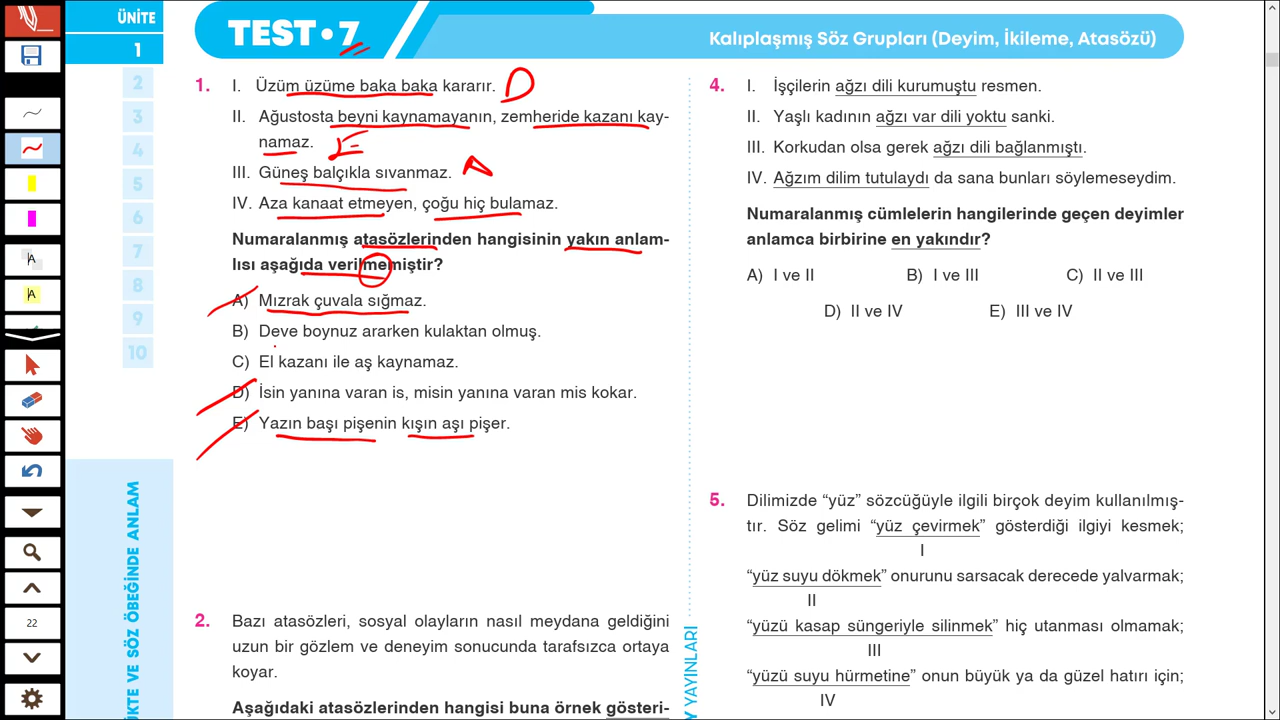 ÜNİTE
1
2
3
4
5
6
7
8
9
10
TEST • 7
Kalıplaşmış Söz Grupları (Deyim, İkileme, Atasözü)
1. I. Üzüm üzüme baka baka kararır. D
II. Ağustosta beyni kaynamayanın, zemheride kazanı kay-
namaz. E
III. Güneş balçıkla sıvanmaz. A
IV. Aza kanaat etmeyen, çoğu hiç bulamaz.
Numaralanmış atasözlerinden hangisinin yakın anlam-
lısı aşağıda verilmemiştir?
A) Mızrak çuvala sığmaz.
B) Deve boynuz ararken kulaktan olmuş.
C) El kazanı ile aş kaynamaz.
D) İsin yanına varan is, misin yanına varan mis kokar.
E) Yazın başı pişenin kışın aşı pişer.
2. Bazı atasözleri, sosyal olayların nasıl meydana geldiğini
uzun bir gözlem ve deneyim sonucunda tarafsızca ortaya
koyar.
Aşağıdaki atasözlerinden hangisi buna örnek gösteri-
4. I. İşçilerin ağzı dili kurumuştu resmen.
II. Yaşlı kadının ağzı var dili yoktu sanki.
III. Korkudan olsa gerek ağzı dili bağlanmıştı.
IV. Ağzım dilim tutulaydı da sana bunları söylemeseydim.
Numaralanmış cümlelerin hangilerinde geçen deyimler
anlamca birbirine en yakındır?
A) I ve II B) I ve III C) II ve III
D) II ve IV E) III ve IV
5. Dilimizde “yüz” sözcüğüyle ilgili birçok deyim kullanılmış-
tır. Söz gelimi “yüz çevirmek” gösterdiği ilgiyi kesmek;
I
“yüz suyu dökmek” onurunu sarsacak derecede yalvarmak;
II
“yüzü kasap süngeriyle silinmek” hiç utanması olmamak;
III
“yüzü suyu hürmetine” onun büyük ya da güzel hatırı için;
IV
ÜKTE VE SÖZ ÖBEĞİNDE ANLAM
Y YAYINLARI
A
A
22